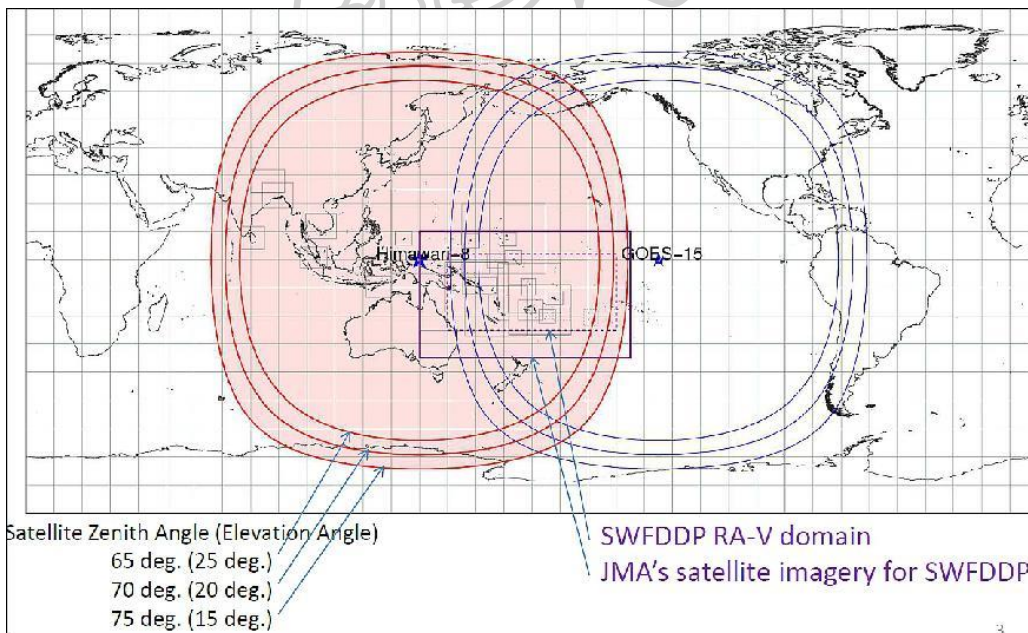 Himawari-8
GOES-15
Satellite Zenith Angle (Elevation Angle)
65 deg. (25 deg.)
70 deg. (20 deg.)
75 deg. (15 deg.)
SWFDDP RA-V domain
JMA's satellite imagery for SWFDDP
3